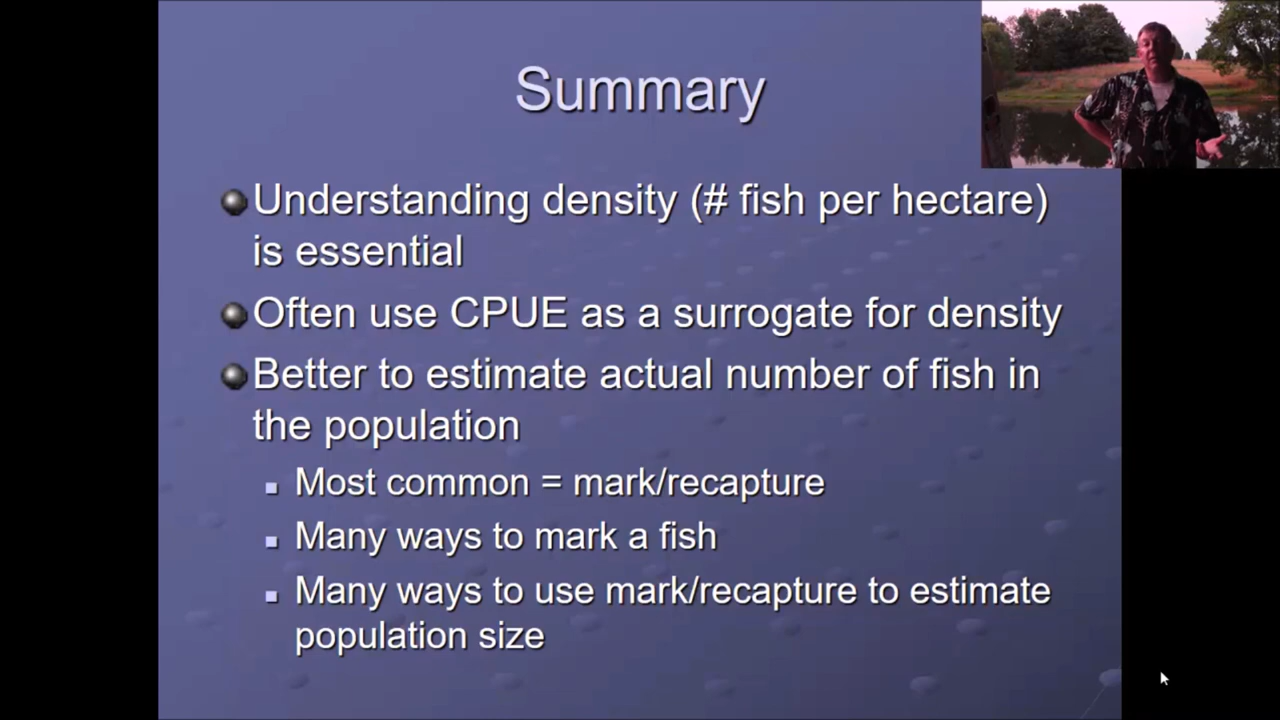 Summary
Understanding density (# fish per hectare)
is essential
Often use CPUE as a surrogate for density
Better to estimate actual number of fish in
the population
Most common = mark/recapture
Many ways to mark a fish
Many ways to use mark/recapture to estimate
population size